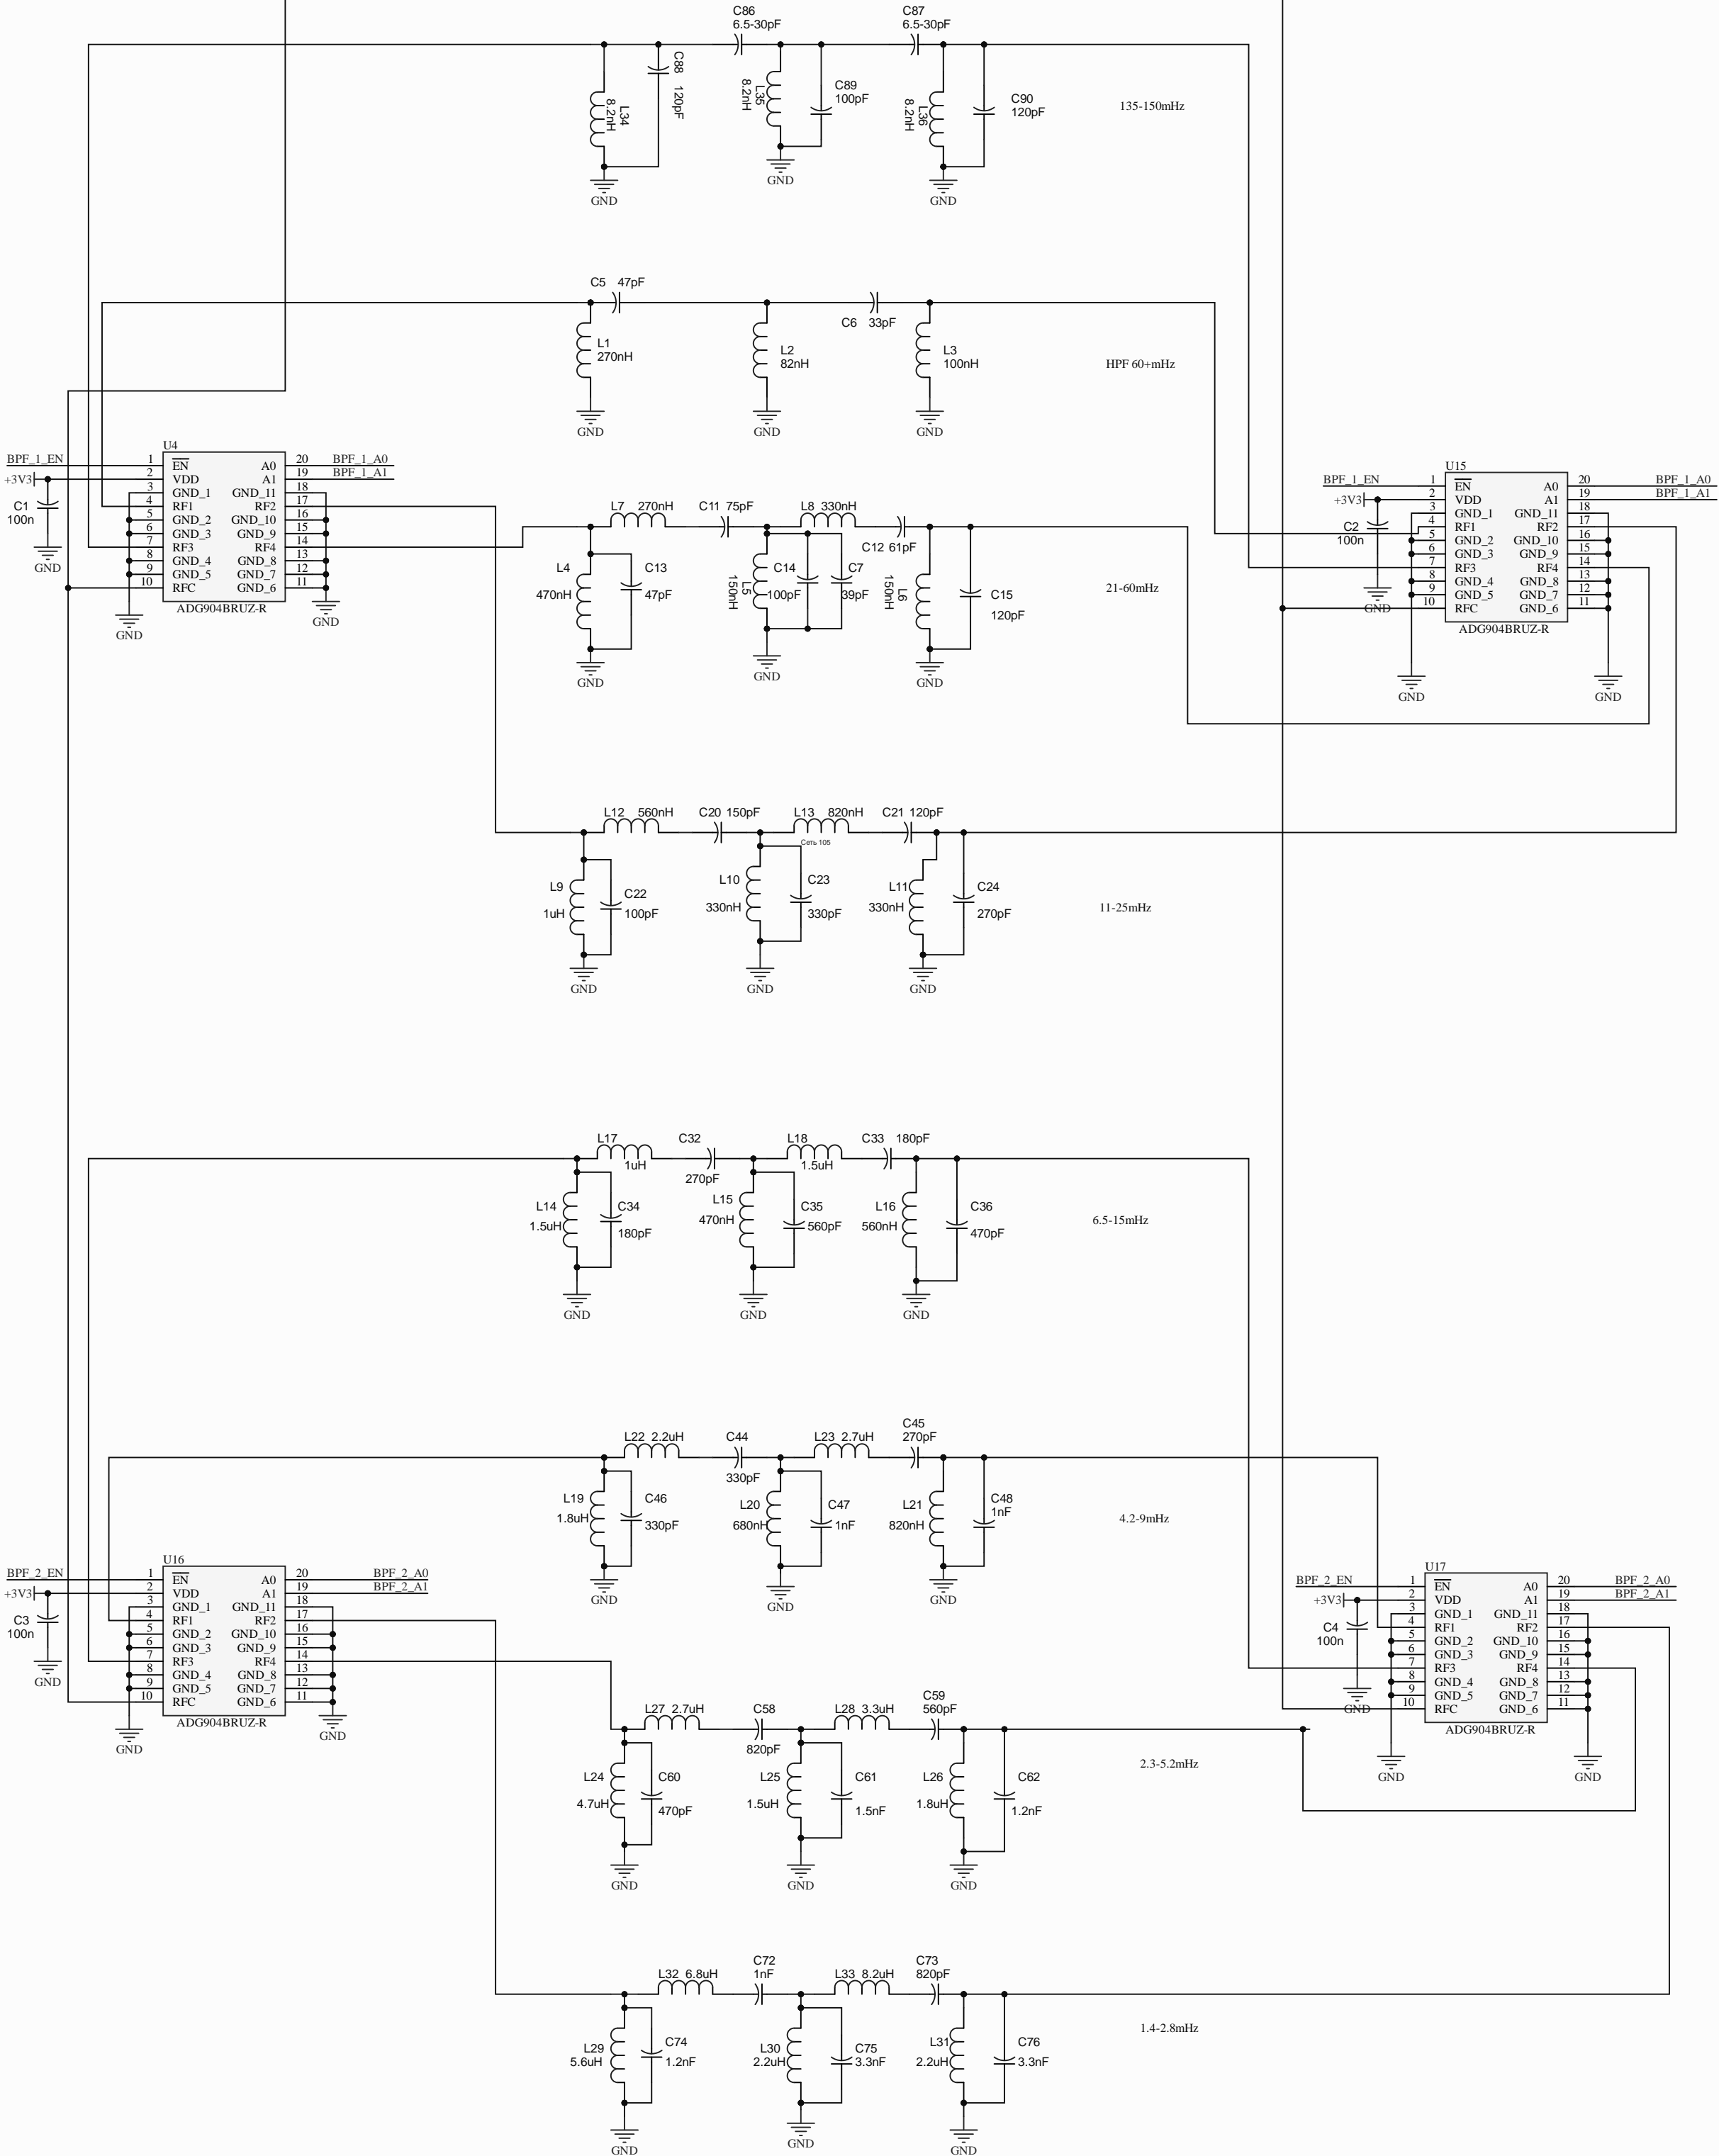 C86
6.5-30pF
C87
6.5-30pF
C88
120pF
L34
8.2nH
L35
8.2nH
C89
100pF
L36
8.2nH
C90
120pF
135-150mHz
GND
GND
GND
C5 47pF
C6 33pF
L1
270nH
L2
82nH
L3
100nH
HPF 60+mHz
GND
GND
GND
U4
BPF_1_EN
+3V3
C1
100n
GND
1 EN A0 20 BPF_1_A0
2 VDD A1 19 BPF_1_A1
3 GND_1 GND_11 18
4 RF1 RF2 17
5 GND_2 GND_10 16
6 GND_3 GND_9 15
7 RF3 RF4 14
8 GND_4 GND_8 13
9 GND_5 GND_7 12
10 RFC GND_6 11
ADG904BRUZ-R
GND
GND
U15
BPF_1_EN
+3V3
C2
100n
GND
1 EN A0 20 BPF_1_A0
2 VDD A1 19 BPF_1_A1
3 GND_1 GND_11 18
4 RF1 RF2 17
5 GND_2 GND_10 16
6 GND_3 GND_9 15
7 RF3 RF4 14
8 GND_4 GND_8 13
9 GND_5 GND_7 12
10 RFC GND_6 11
ADG904BRUZ-R
GND
GND
L7 270nH
C11 75pF
L8 330nH
C12 61pF
L4
470nH
C13
47pF
L5
150nH
C14
100pF
C7
39pF
L6
150nH
C15
120pF
21-60mHz
GND
GND
GND
L12 560nH
C20 150pF
L13 820nH
C21 120pF
Сеть 105
L9
1uH
C22
100pF
L10
330nH
C23
330pF
L11
330nH
C24
270pF
11-25mHz
GND
GND
GND
L17
1uH
C32
270pF
L18
1.5uH
C33 180pF
L14
1.5uH
C34
180pF
L15
470nH
C35
560pF
L16
560nH
C36
470pF
6.5-15mHz
GND
GND
GND
L22 2.2uH
C44
330pF
L23 2.7uH
C45
270pF
L19
1.8uH
C46
330pF
L20
680nH
C47
1nF
L21
820nH
C48
1nF
4.2-9mHz
GND
GND
GND
U16
BPF_2_EN
+3V3
C3
100n
GND
1 EN A0 20 BPF_2_A0
2 VDD A1 19 BPF_2_A1
3 GND_1 GND_11 18
4 RF1 RF2 17
5 GND_2 GND_10 16
6 GND_3 GND_9 15
7 RF3 RF4 14
8 GND_4 GND_8 13
9 GND_5 GND_7 12
10 RFC GND_6 11
ADG904BRUZ-R
GND
GND
U17
BPF_2_EN
+3V3
C4
100n
GND
1 EN A0 20 BPF_2_A0
2 VDD A1 19 BPF_2_A1
3 GND_1 GND_11 18
4 RF1 RF2 17
5 GND_2 GND_10 16
6 GND_3 GND_9 15
7 RF3 RF4 14
8 GND_4 GND_8 13
9 GND_5 GND_7 12
10 RFC GND_6 11
ADG904BRUZ-R
GND
GND
L27 2.7uH
C58
820pF
L28 3.3uH
C59
560pF
L24
4.7uH
C60
470pF
L25
1.5uH
C61
1.5nF
L26
1.8uH
C62
1.2nF
2.3-5.2mHz
GND
GND
GND
L32 6.8uH
C72
1nF
L33 8.2uH
C73
820pF
L29
5.6uH
C74
1.2nF
L30
2.2uH
C75
3.3nF
L31
2.2uH
C76
3.3nF
1.4-2.8mHz
GND
GND
GND